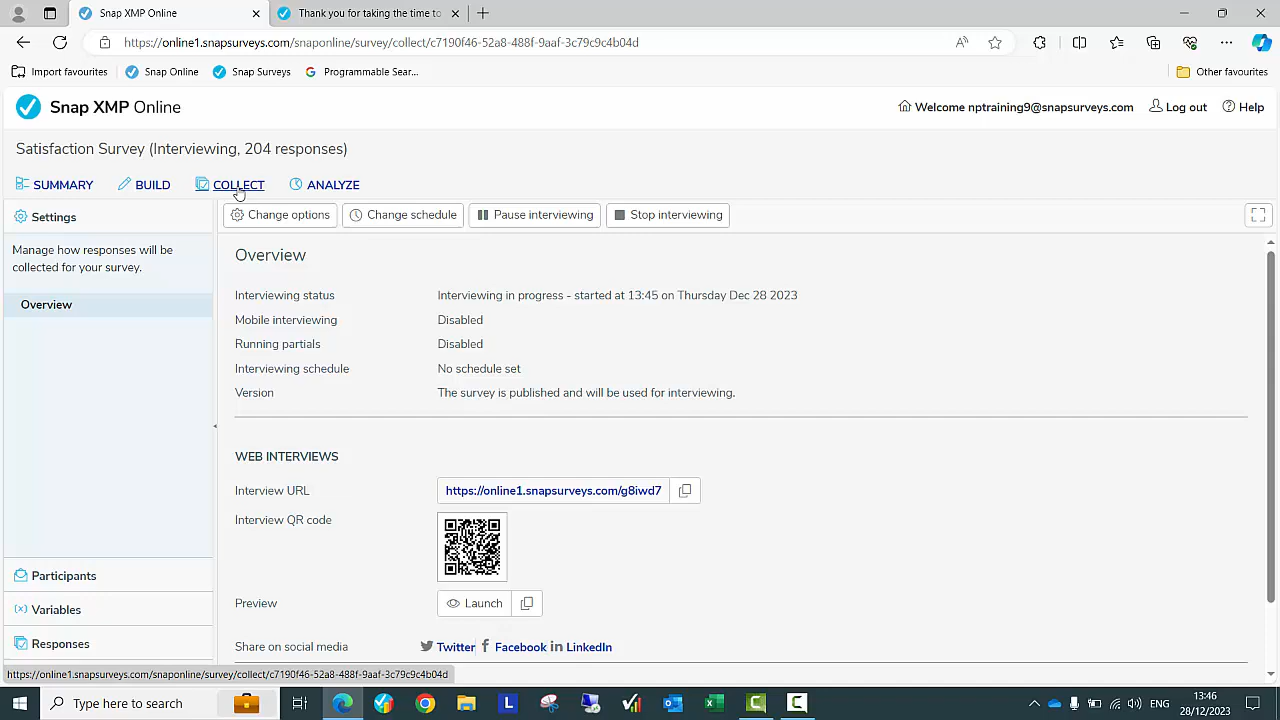 Snap XMP Online
Thank you for taking the time to
https://online1.snapsurveys.com/snaponline/survey/collect/c7190f46-52a8-488f-9aaf-3c79c9c4b04d
Import favourites
Snap Online
Snap Surveys
Programmable Sear...
Other favourites
Snap XMP Online
Welcome nptraining9@snapsurveys.com
Log out
Help
Satisfaction Survey (Interviewing, 204 responses)
SUMMARY
BUILD
COLLECT
ANALYZE
Settings
Change options
Change schedule
Pause interviewing
Stop interviewing
Manage how responses will be
collected for your survey.
Overview
Overview
Interviewing status
Interviewing in progress - started at 13:45 on Thursday Dec 28 2023
Mobile interviewing
Disabled
Running partials
Disabled
Interviewing schedule
No schedule set
Version
The survey is published and will be used for interviewing.
WEB INTERVIEWS
Interview URL
https://online1.snapsurveys.com/g8iwd7
Interview QR code
Preview
Launch
Share on social media
Twitter
Facebook
LinkedIn
Participants
Variables
Responses
https://online1.snapsurveys.com/snaponline/survey/collect/c7190f46-52a8-488f-9aaf-3c79c9c4b04d
Type here to search
ENG
13:46
28/12/2023